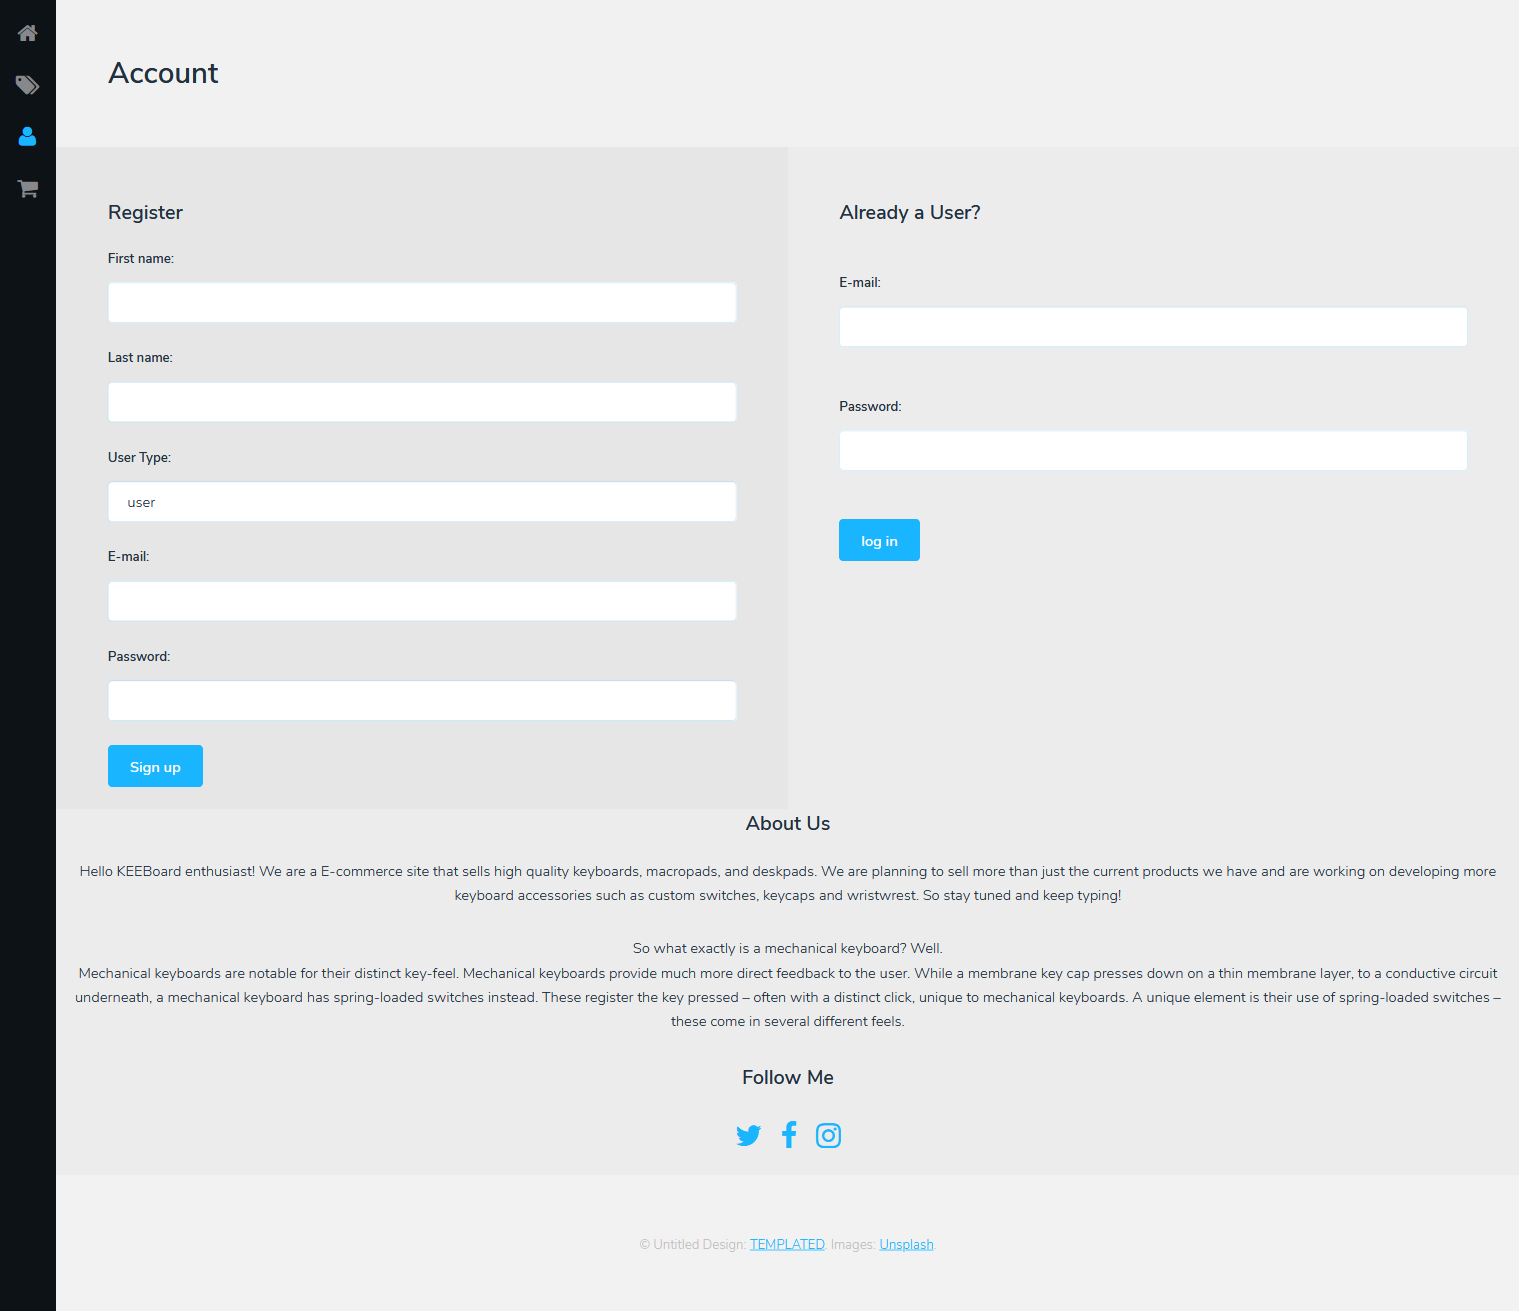 Account
Register
First name:
Last name:
User Type:
user
E-mail:
Password:
Sign up
Already a User?
E-mail:
Password:
log in
About Us
Hello KEEBoard enthusiast! We are a E-commerce site that sells high quality keyboards, macropads, and deskpads. We are planning to sell more than just the current products we have and are working on developing more
keyboard accessories such as custom switches, keycaps and wristwrest. So stay tuned and keep typing!
So what exactly is a mechanical keyboard? Well.
Mechanical keyboards are notable for their distinct key-feel. Mechanical keyboards provide much more direct feedback to the user. While a membrane key cap presses down on a thin membrane layer, to a conductive circuit
underneath, a mechanical keyboard has spring-loaded switches instead. These register the key pressed – often with a distinct click, unique to mechanical keyboards. A unique element is their use of spring-loaded switches –
these come in several different feels.
Follow Me
© Untitled Design: TEMPLATED. Images: Unsplash.